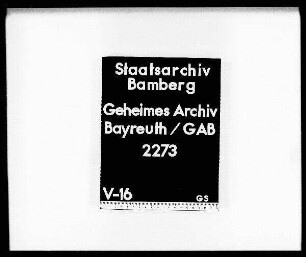 Staatsarchiv
Bamberg
Geheimes Archiv
Bayreuth / GAB
2273
V-16 GS